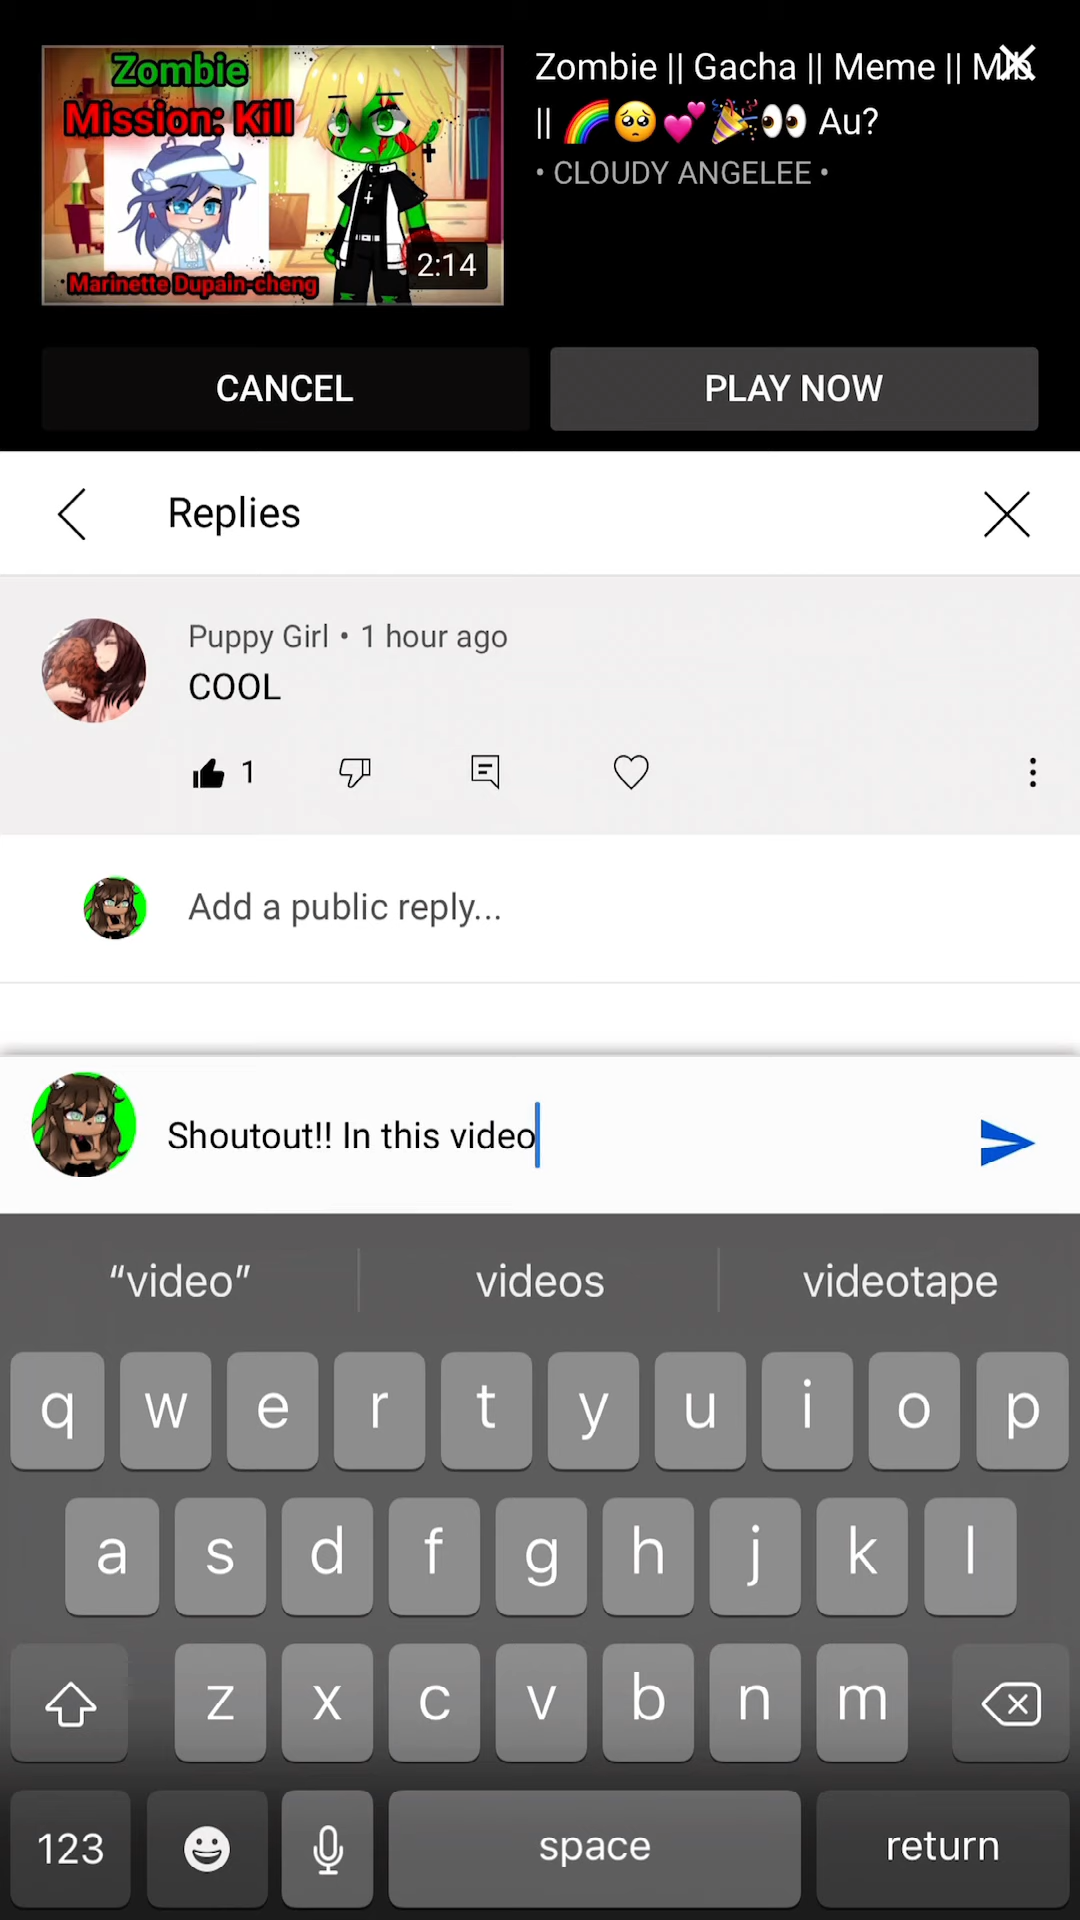 Zombie
Mission: Kill
Marinette Dupain-cheng
2:14
Zombie || Gacha || Meme ||
|| 🌈🥺💕🎉👀 Au?
• CLOUDY ANGELEE •
CANCEL
PLAY NOW
Replies
Puppy Girl • 1 hour ago
COOL
1
Add a public reply...
Shoutout!! In this video
“video” videos videotape
q w e r t y u i o p
a s d f g h j k l
z x c v b n m
123 space return